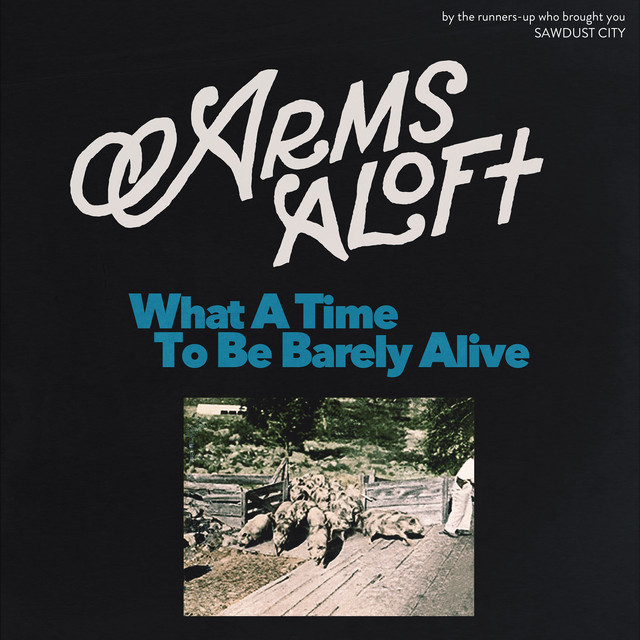 by the runners-up who brought you
SAWDUST CITY
ARMS
ALOFT
What A Time
To Be Barely Alive